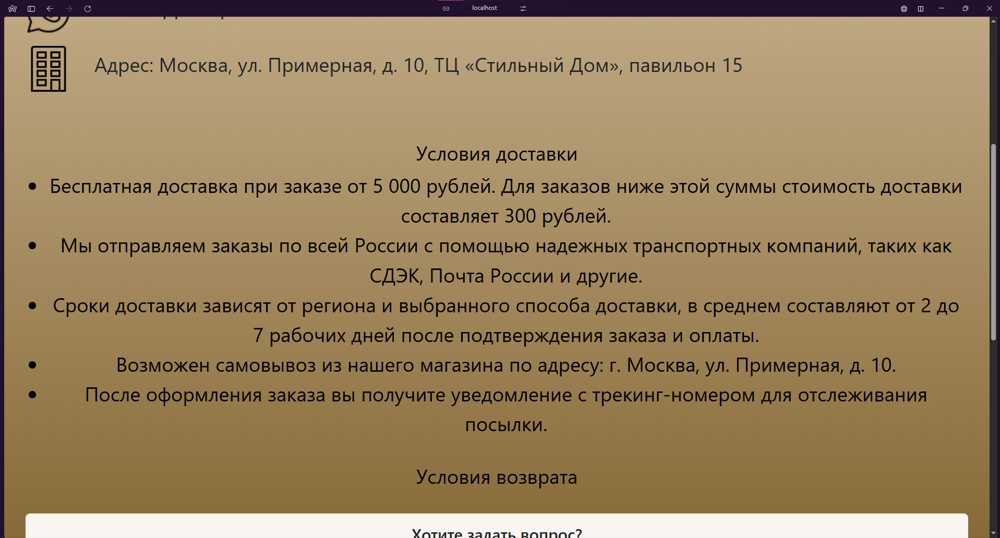 localhost
Адрес: Москва, ул. Примерная, д. 10, ТЦ «Стильный Дом», павильон 15
Условия доставки
Бесплатная доставка при заказе от 5 000 рублей. Для заказов ниже этой суммы стоимость доставки
составляет 300 рублей.
Мы отправляем заказы по всей России с помощью надежных транспортных компаний, таких как
СДЭК, Почта России и другие.
Сроки доставки зависят от региона и выбранного способа доставки, в среднем составляют от 2 до
7 рабочих дней после подтверждения заказа и оплаты.
Возможен самовывоз из нашего магазина по адресу: г. Москва, ул. Примерная, д. 10.
После оформления заказа вы получите уведомление с трекинг-номером для отслеживания
посылки.
Условия возврата
Хотите задать вопрос?